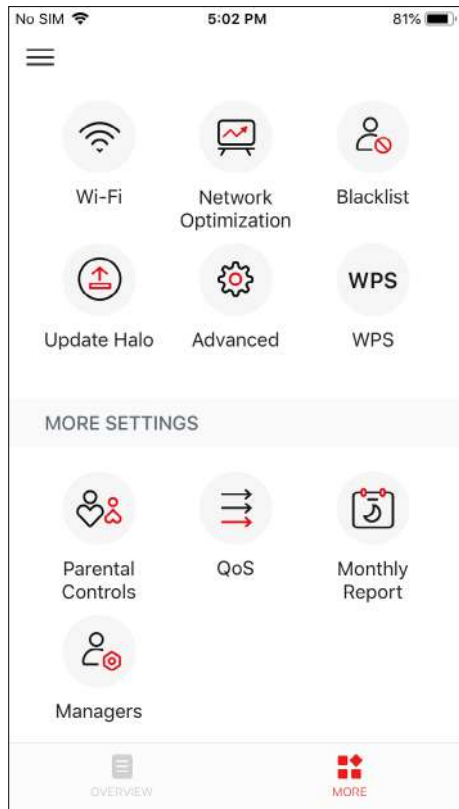 No SIM 5:02 PM 81%
Wi-Fi Network Optimization Blacklist
WPS
Update Halo Advanced WPS
MORE SETTINGS
Parental Controls QoS Monthly Report
Managers
OVERVIEW MORE